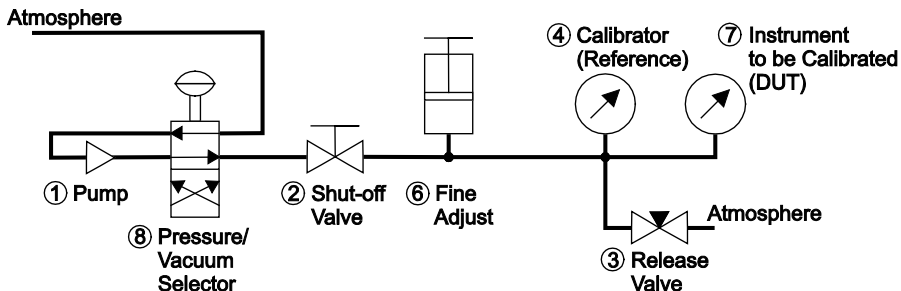 Atmosphere
④ Calibrator
(Reference)
⑦ Instrument
to be Calibrated
(DUT)
① Pump
② Shut-off
Valve
⑥ Fine
Adjust
Atmosphere
⑧ Pressure/
Vacuum
Selector
③ Release
Valve